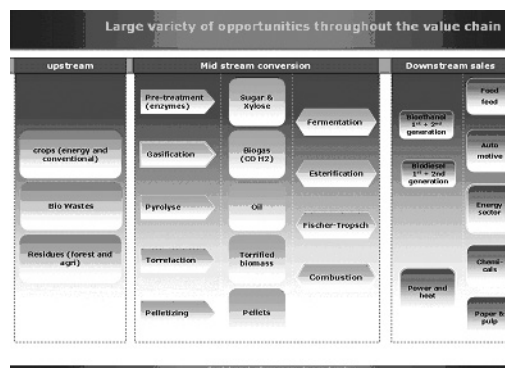 Large variety of opportunities throughout the value chain
upstream
Mid stream conversion
Downstream sales
crops (energy and
conventional)
Bio Wastes
Residues (forest and
agri)
Pre-treatment
(enzymes)
Gasification
Pyrolyse
Torrefaction
Pelletizing
Sugar &
Xylose
Biogas
(CO H2)
Oil
Torrified
biomass
Pellets
Fermentation
Esterification
Fischer-Tropsch
Combustion
Bioethanol
1st + 2nd
generation
Biodiesel
1st + 2nd
generation
Power and
heat
Food
feed
Auto
motive
Energy
sector
Chemi-
cals
Paper &
pulp